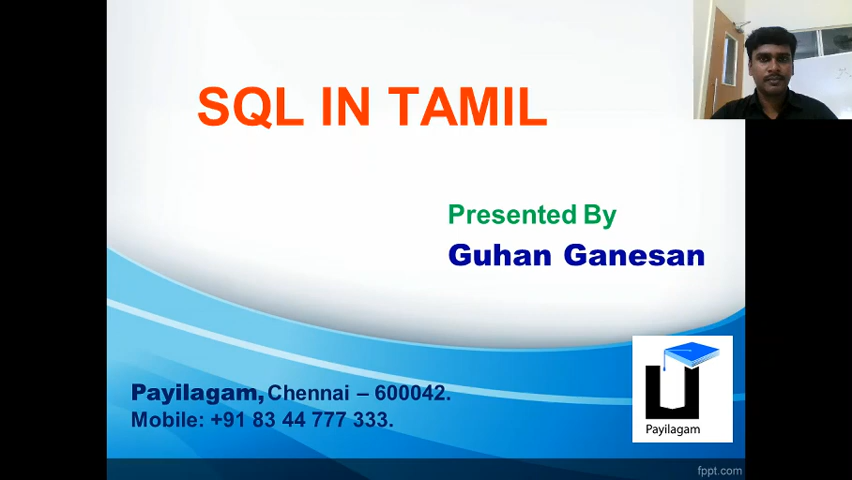 SQL IN TAMIL
Presented By
Guhan Ganesan
Payilagam, Chennai – 600042.
Mobile: +91 83 44 777 333.
Payilagam
fppt.com